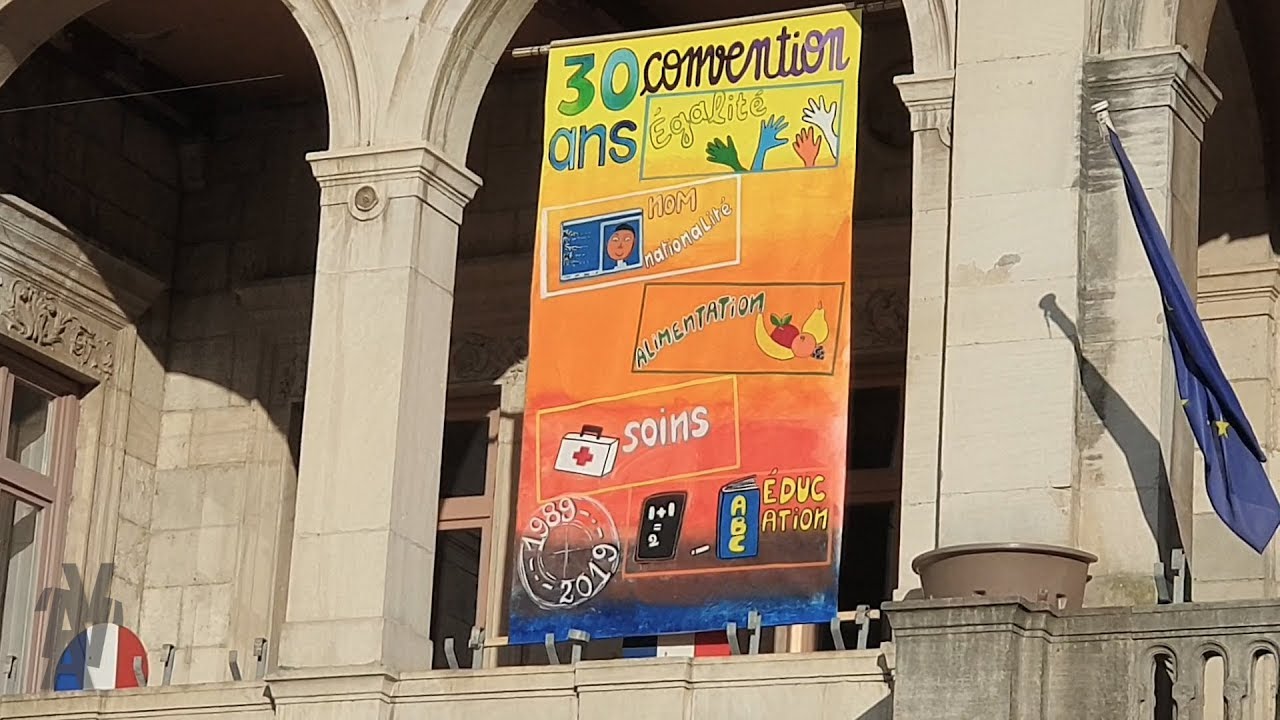 30 convention
ans
Égalité
NOM
nationaLité
ALIMENTATION
SOINS
1989
2019
1+1
= 2
ABC
ÉDUC
ATION